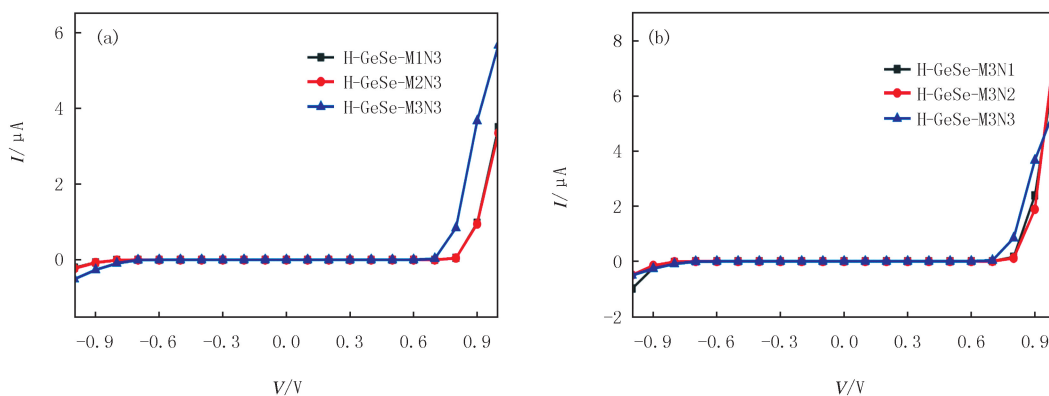 (a)
H-GeSe-M1N3
H-GeSe-M2N3
H-GeSe-M3N3
6
4
2
0
I/ μA
-0.9 -0.6 -0.3 0.0 0.3 0.6 0.9
V/V
(b)
H-GeSe-M3N1
H-GeSe-M3N2
H-GeSe-M3N3
8
6
4
2
0
-2
I/ μA
-0.9 -0.6 -0.3 0.0 0.3 0.6 0.9
V/V